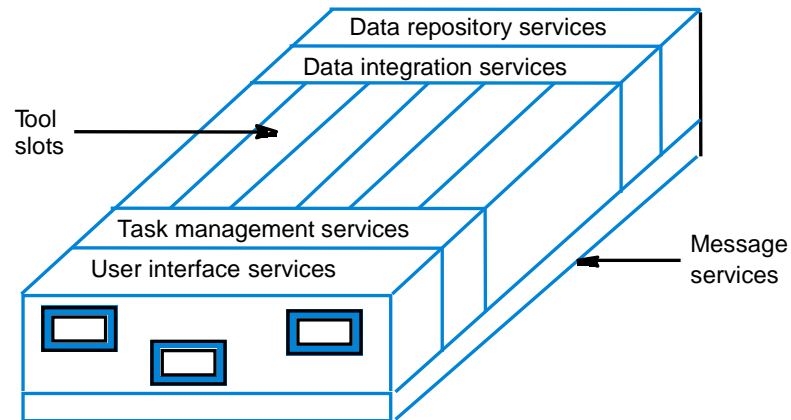 Data repository services
Data integration services
Tool
slots
Task management services
User interface services
Message
services